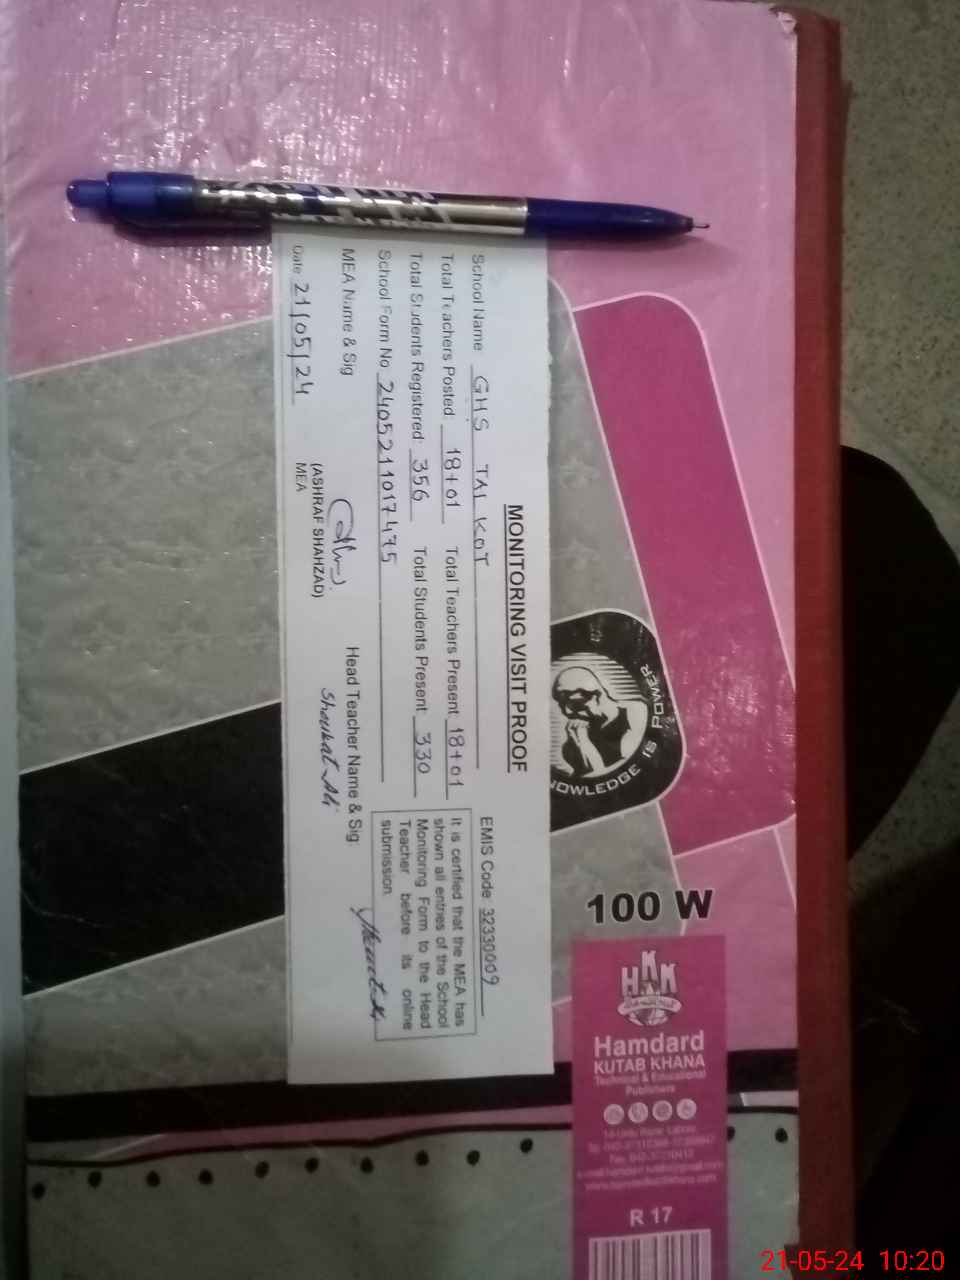 MONITORING VISIT PROOF
School Name GHS TAL KOT EMIS Code: 32330009
Total Teachers Posted: 18+01 Total Teachers Present: 18+01
Total Students Registered: 356 Total Students Present 330
School Form No 2405211017475
It is certified that the MEA has
shown all entries of the School
Monitoring Form to the Head
Teacher before its online
submission.
MEA Name & Sig
Head Teacher Name & Sig:
Shoukat Ali
(ASHRAF SHAHZAD)
MEA
Date 21/05/24
KNOWLEDGE IS POWER
100 W
HKK
Hamdard
KUTAB KHANA
Technical & Educational
Publishers
R 17
21-05-24 10:20